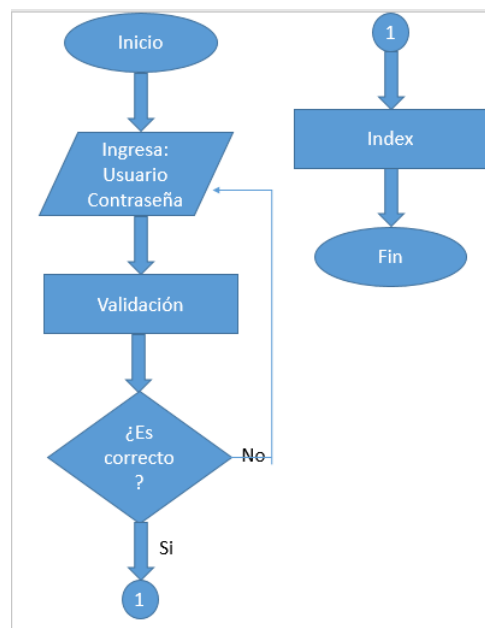 Inicio
Ingresa:
Usuario
Contraseña
Validación
¿Es
correcto
?
No
Si
1
1
Index
Fin